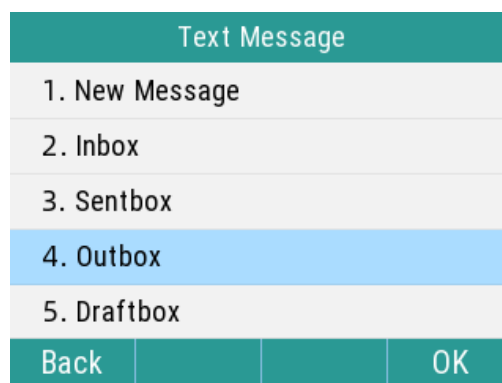 Text Message
1. New Message
2. Inbox
3. Sentbox
4. Outbox
5. Draftbox
Back OK